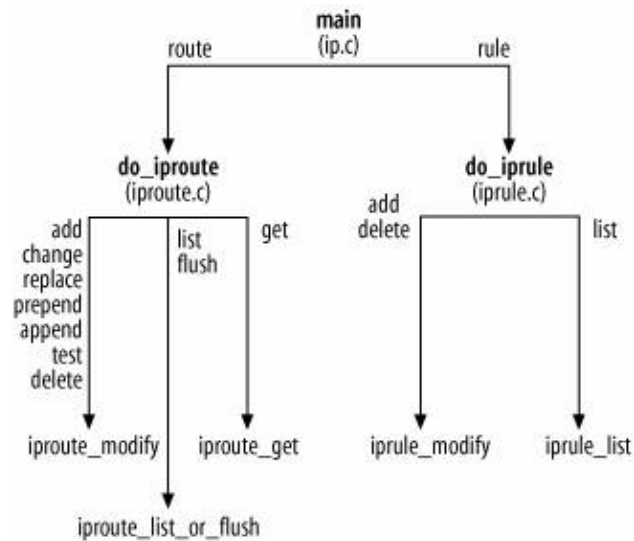 main
(ip.c)
route
rule
do_iproute
(iproute.c)
do_iprule
(iprule.c)
add
change
replace
prepend
append
test
delete
list
flush
get
add
delete
list
iproute_modify
iproute_get
iprule_modify
iprule_list
iproute_list_or_flush